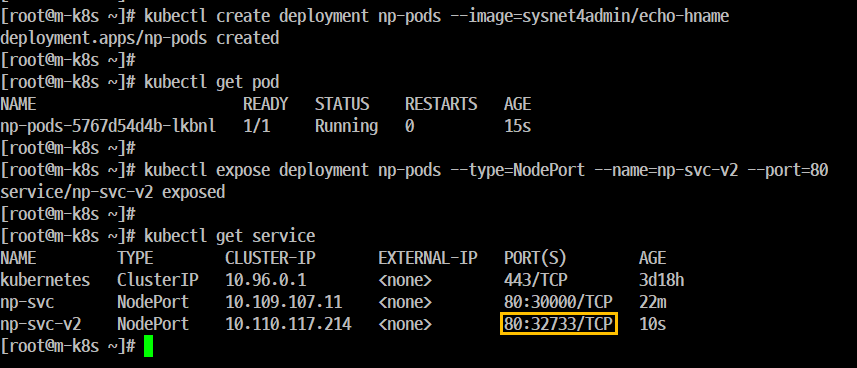 [root@m-k8s ~]# kubectl create deployment np-pods --image=sysnet4admin/echo-hname
deployment.apps/np-pods created
[root@m-k8s ~]#
[root@m-k8s ~]# kubectl get pod
NAME                       READY   STATUS    RESTARTS   AGE
np-pods-5767d54d4b-lkbnl   1/1     Running   0          15s
[root@m-k8s ~]#
[root@m-k8s ~]# kubectl expose deployment np-pods --type=NodePort --name=np-svc-v2 --port=80
service/np-svc-v2 exposed
[root@m-k8s ~]#
[root@m-k8s ~]# kubectl get service
NAME         TYPE        CLUSTER-IP       EXTERNAL-IP   PORT(S)        AGE
kubernetes   ClusterIP   10.96.0.1        <none>        443/TCP        3d18h
np-svc       NodePort    10.109.107.11    <none>        80:30000/TCP   22m
np-svc-v2    NodePort    10.110.117.214   <none>        80:32733/TCP   10s
[root@m-k8s ~]#